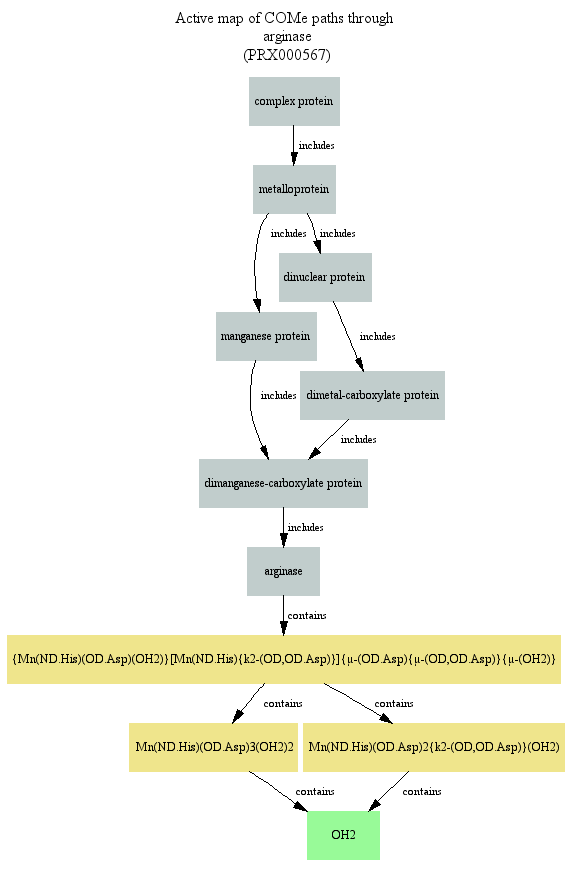 Active map of COMe paths through
arginase
(PRX000567)
complex protein
includes
metalloprotein
includes
includes
dinuclear protein
manganese protein
includes
dimetal-carboxylate protein
includes
includes
dimanganese-carboxylate protein
includes
arginase
contains
{Mn(ND.His)(OD.Asp)(OH2)}[Mn(ND.His){k2-(OD,OD.Asp)}]{μ-(OD.Asp){μ-(OD,OD.Asp)}{μ-(OH2)}
contains
contains
Mn(ND.His)(OD.Asp)3(OH2)2
Mn(ND.His)(OD.Asp)2{k2-(OD,OD.Asp)}(OH2)
contains
contains
OH2